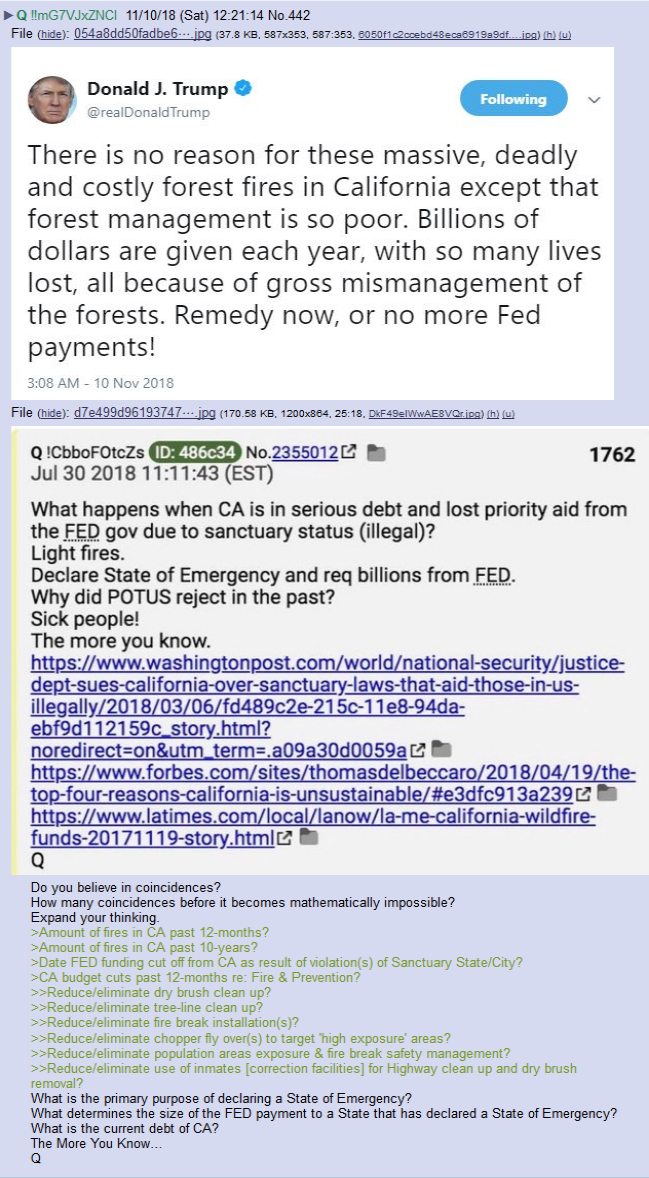 ▶Q !!mG7VJxZNCI 11/10/18 (Sat) 12:21:14 No.442
File (hide): 054a8dd50fadbe6⋯.jpg (37.8 KB, 587x353, 587:353, 6050f1c2ccebd48eca6919a9df....jpg) (h) (u)
Donald J. Trump
@realDonaldTrump
Following
There is no reason for these massive, deadly
and costly forest fires in California except that
forest management is so poor. Billions of
dollars are given each year, with so many lives
lost, all because of gross mismanagement of
the forests. Remedy now, or no more Fed
payments!
3:08 AM - 10 Nov 2018
File (hide): d7e499d96193747⋯.jpg (170.58 KB, 1200x864, 25:18, DkF49elWwAE8VQr.jpg) (h) (u)
Q !CbboFOtcZs ID: 486c34 No.2355012 1762
Jul 30 2018 11:11:43 (EST)
What happens when CA is in serious debt and lost priority aid from
the FED gov due to sanctuary status (illegal)?
Light fires.
Declare State of Emergency and req billions from FED.
Why did POTUS reject in the past?
Sick people!
The more you know.
https://www.washingtonpost.com/world/national-security/justice-
dept-sues-california-over-sanctuary-laws-that-aid-those-in-us-
illegally/2018/03/06/fd489c2e-215c-11e8-94da-
ebf9d112159c_story.html?
noredirect=on&utm_term=.a09a30d0059a
https://www.forbes.com/sites/thomasdelbeccaro/2018/04/19/the-
top-four-reasons-california-is-unsustainable/#e3dfc913a239
https://www.latimes.com/local/lanow/la-me-california-wildfire-
funds-20171119-story.html
Q
Do you believe in coincidences?
How many coincidences before it becomes mathematically impossible?
Expand your thinking.
>Amount of fires in CA past 12-months?
>Amount of fires in CA past 10-years?
>Date FED funding cut off from CA as result of violation(s) of Sanctuary State/City?
>CA budget cuts past 12-months re: Fire & Prevention?
>>Reduce/eliminate dry brush clean up?
>>Reduce/eliminate tree-line clean up?
>>Reduce/eliminate fire break installation(s)?
>>Reduce/eliminate chopper fly over(s) to target 'high exposure' areas?
>>Reduce/eliminate population areas exposure & fire break safety management?
>>Reduce/eliminate use of inmates [correction facilities] for Highway clean up and dry brush
removal?
What is the primary purpose of declaring a State of Emergency?
What determines the size of the FED payment to a State that has declared a State of Emergency?
What is the current debt of CA?
The More You Know…
Q